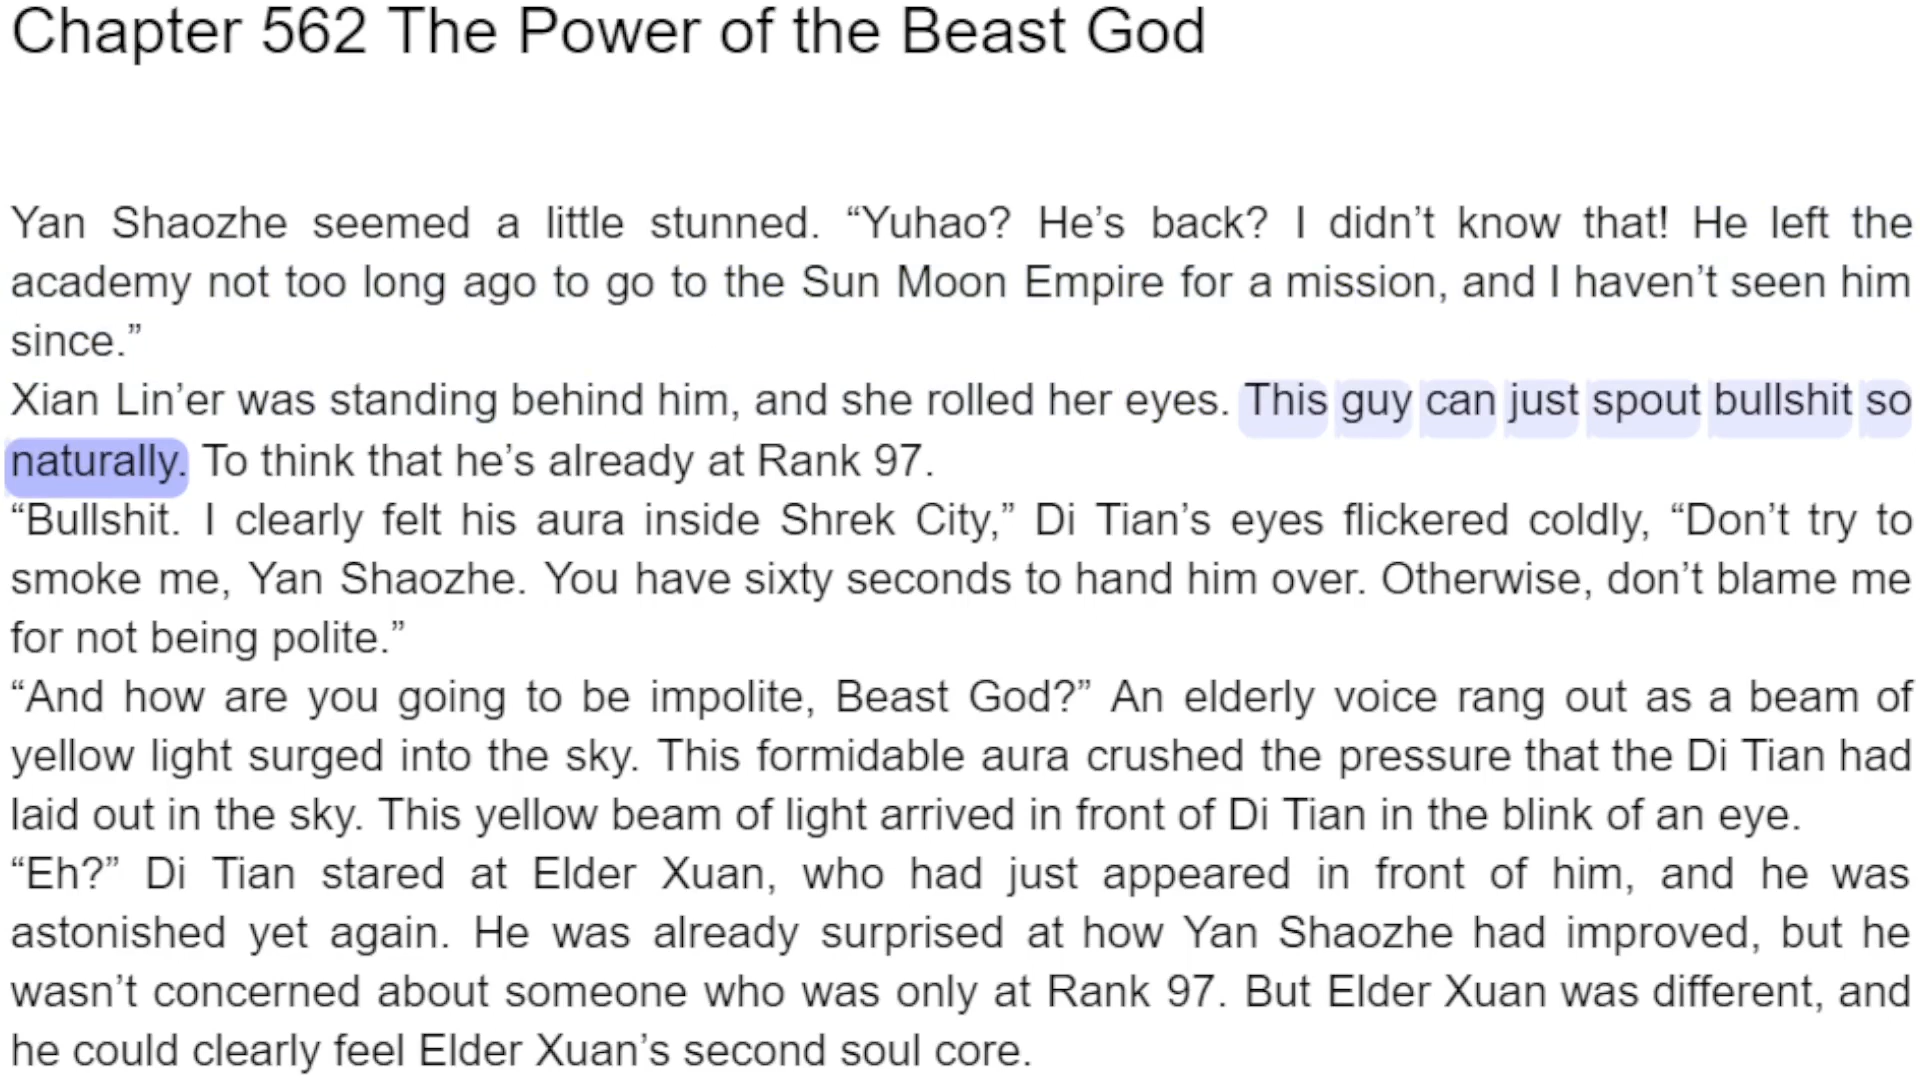 Chapter 562 The Power of the Beast God
Yan Shaozhe seemed a little stunned. “Yuhao? He’s back? I didn’t know that! He left the
academy not too long ago to go to the Sun Moon Empire for a mission, and I haven’t seen him
since.”
Xian Lin’er was standing behind him, and she rolled her eyes. This guy can just spout bullshit so
naturally. To think that he’s already at Rank 97.
“Bullshit. I clearly felt his aura inside Shrek City,” Di Tian’s eyes flickered coldly, “Don’t try to
smoke me, Yan Shaozhe. You have sixty seconds to hand him over. Otherwise, don’t blame me
for not being polite.”
“And how are you going to be impolite, Beast God?” An elderly voice rang out as a beam of
yellow light surged into the sky. This formidable aura crushed the pressure that the Di Tian had
laid out in the sky. This yellow beam of light arrived in front of Di Tian in the blink of an eye.
“Eh?” Di Tian stared at Elder Xuan, who had just appeared in front of him, and he was
astonished yet again. He was already surprised at how Yan Shaozhe had improved, but he
wasn’t concerned about someone who was only at Rank 97. But Elder Xuan was different, and
he could clearly feel Elder Xuan’s second soul core.